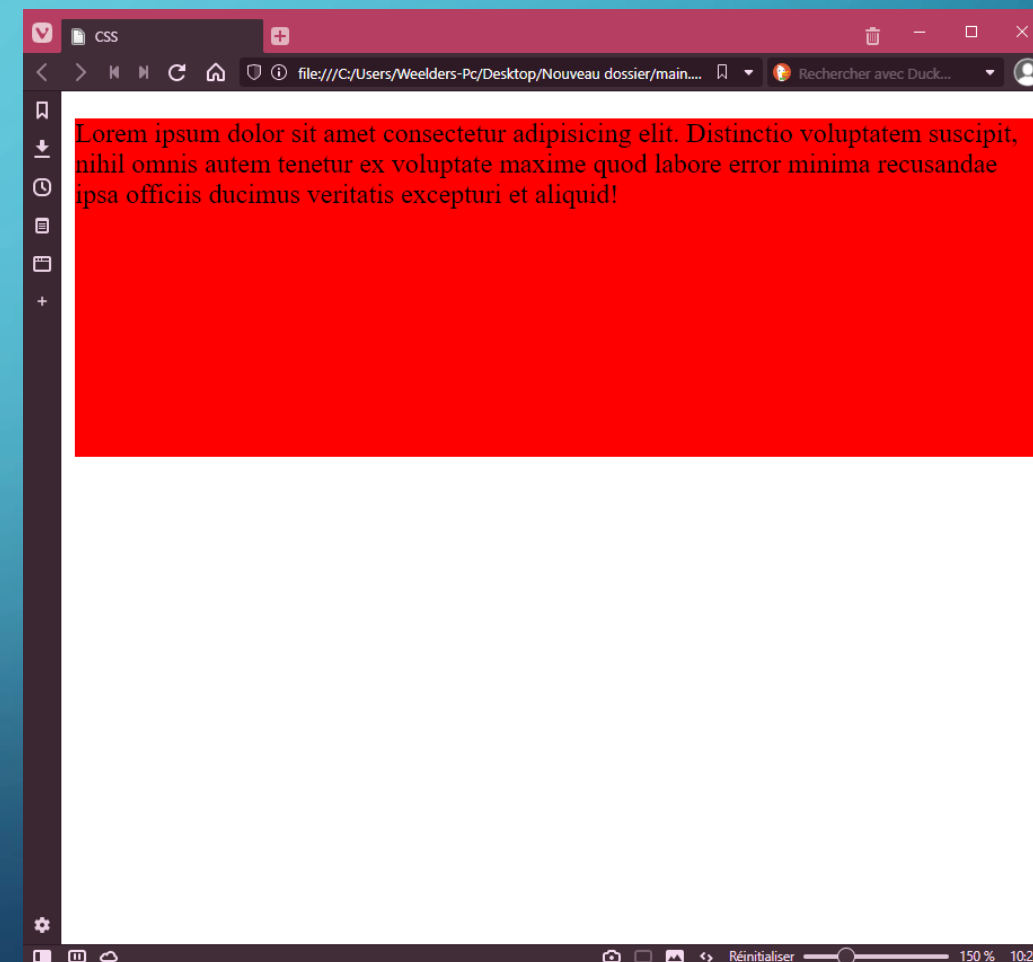 CSS
file:///C:/Users/Weelders-Pc/Desktop/Nouveau dossier/main.... Rechercher avec Duck...
Lorem ipsum dolor sit amet consectetur adipisicing elit. Distinctio voluptatem suscipit,
nihil omnis autem tenetur ex voluptate maxime quod labore error minima recusandae
ipsa officiis ducimus veritatis excepturi et aliquid!
Réinitialiser 150 % 10:2